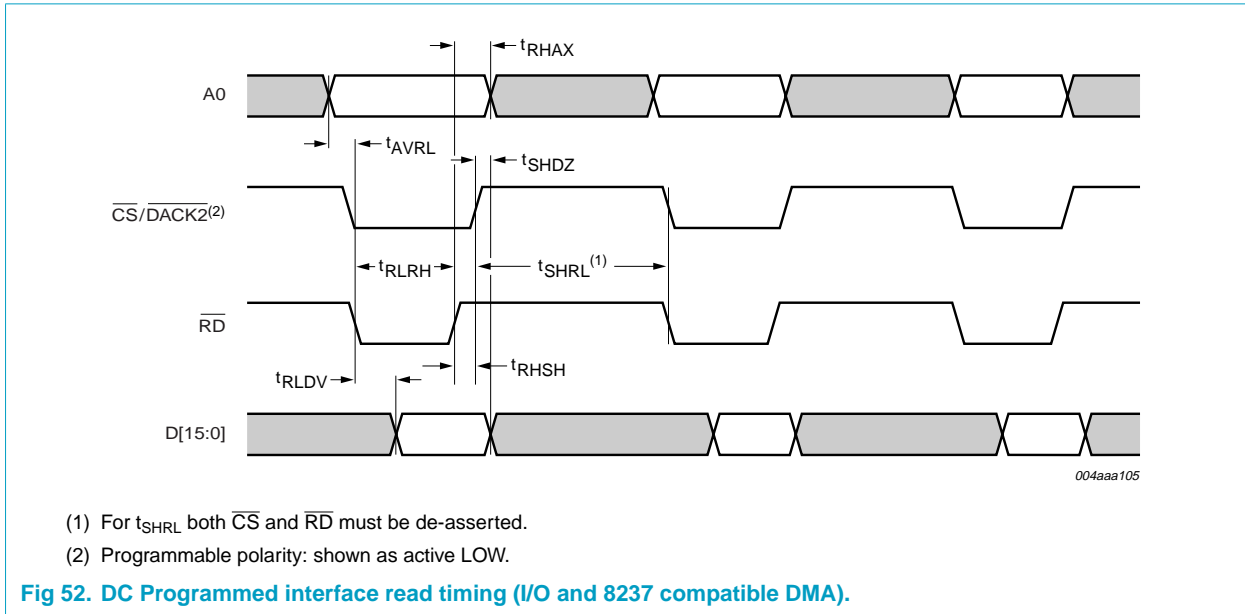 tRHAX
A0
tAVRL
tSHDZ
CS/DACK2(2)
tRLRH
tSHRL(1)
RD
tRHSH
tRLDV
D[15:0]
004aaa105
(1) For tSHRL both CS and RD must be de-asserted.
(2) Programmable polarity: shown as active LOW.
Fig 52. DC Programmed interface read timing (I/O and 8237 compatible DMA).